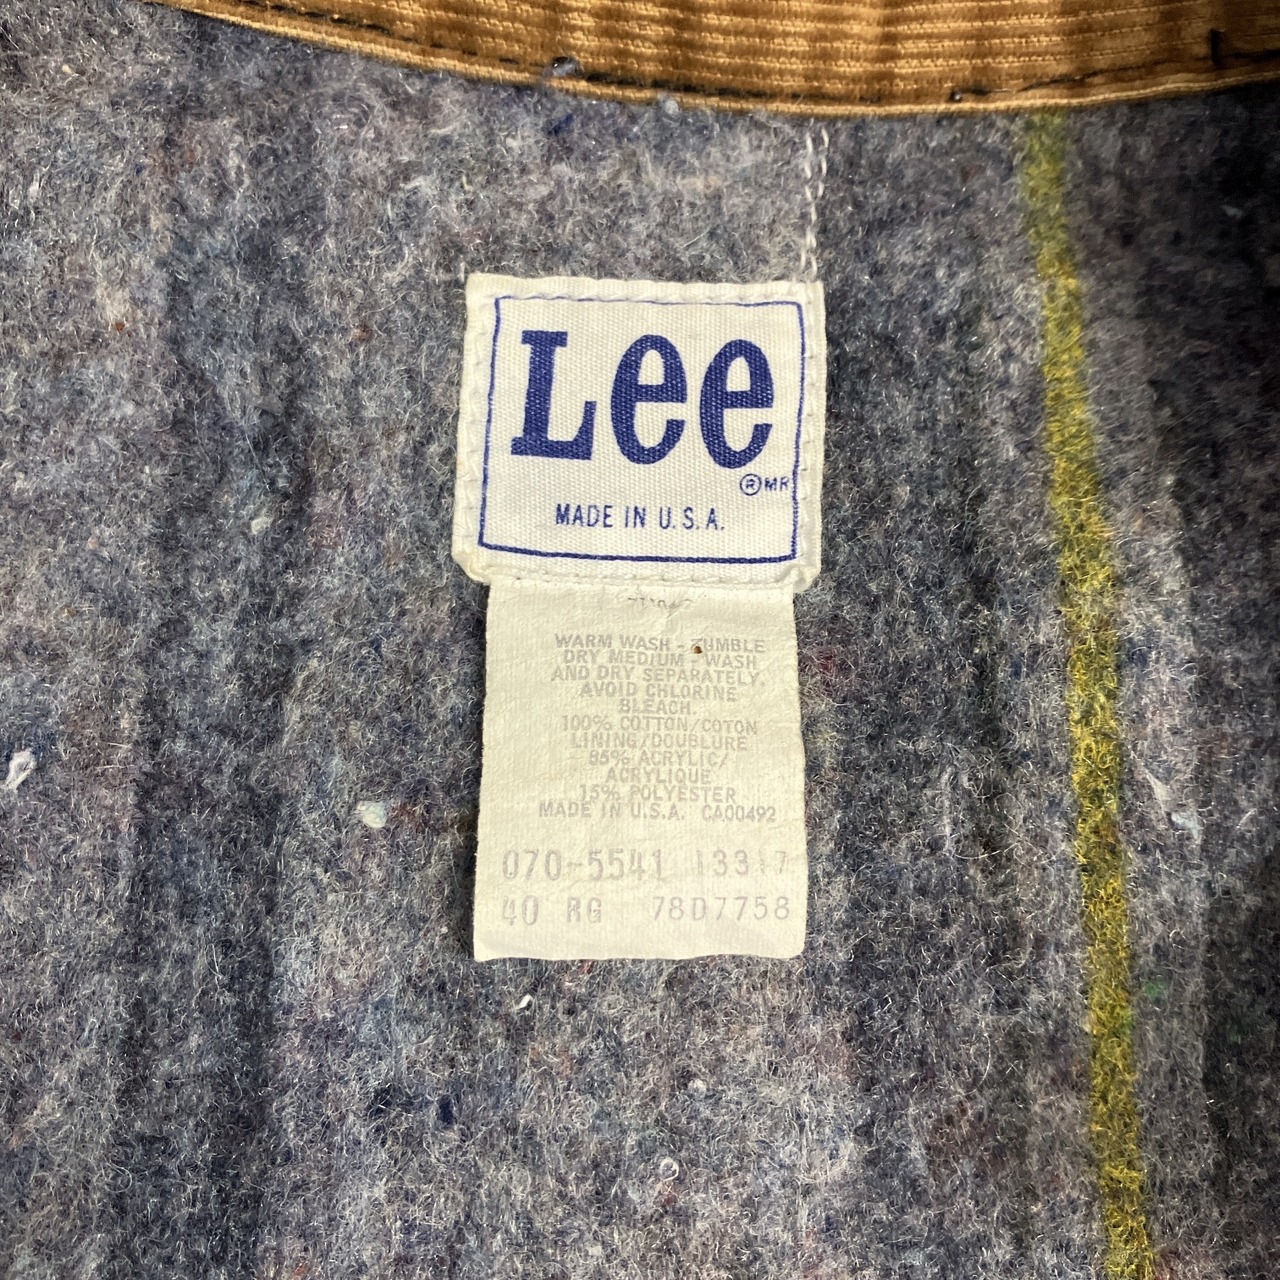 Lee
®MR
MADE IN U.S.A.
WARM WASH - TUMBLE
DRY MEDIUM - WASH
AND DRY SEPARATELY.
AVOID CHLORINE
BLEACH.
100% COTTON/COTON
LINING/DOUBLURE
85% ACRYLIC/
ACRYLIQUE
15% POLYESTER
MADE IN U.S.A. CA00492
070-5541 13317
40 RG 78D7758